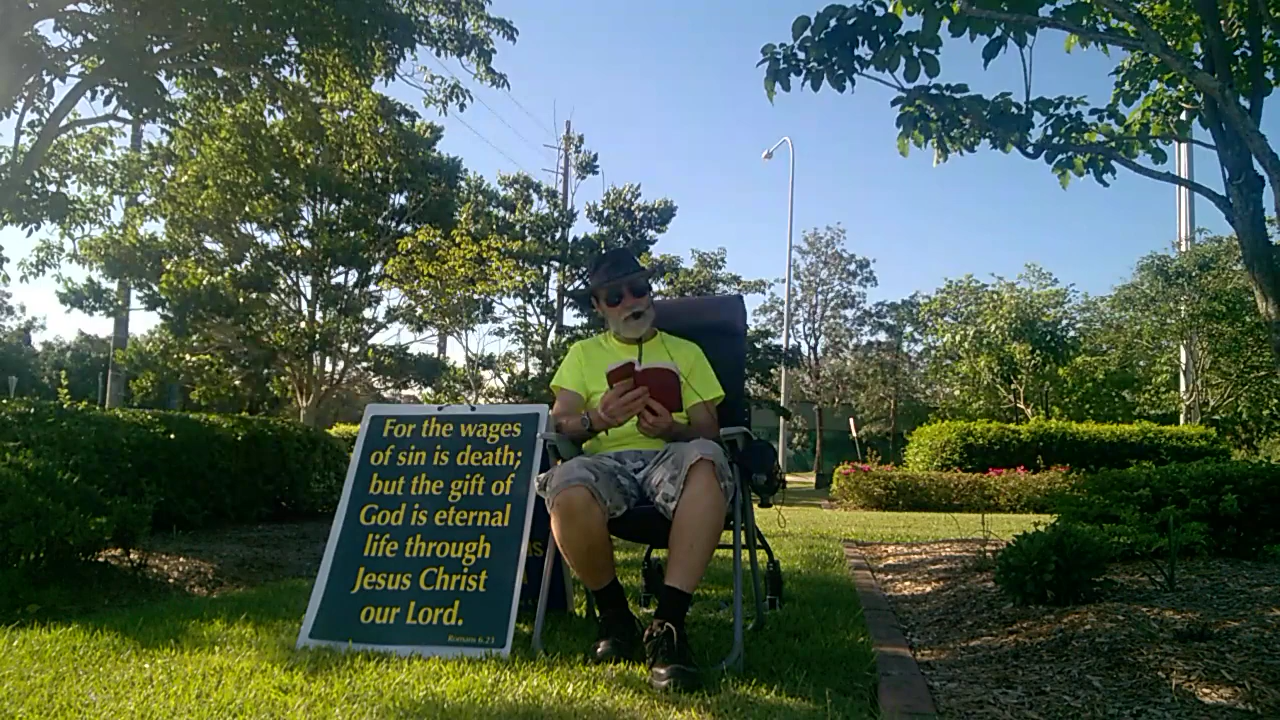 For the wages
of sin is death;
but the gift of
God is eternal
life through
Jesus Christ
our Lord.
Romans 6.23